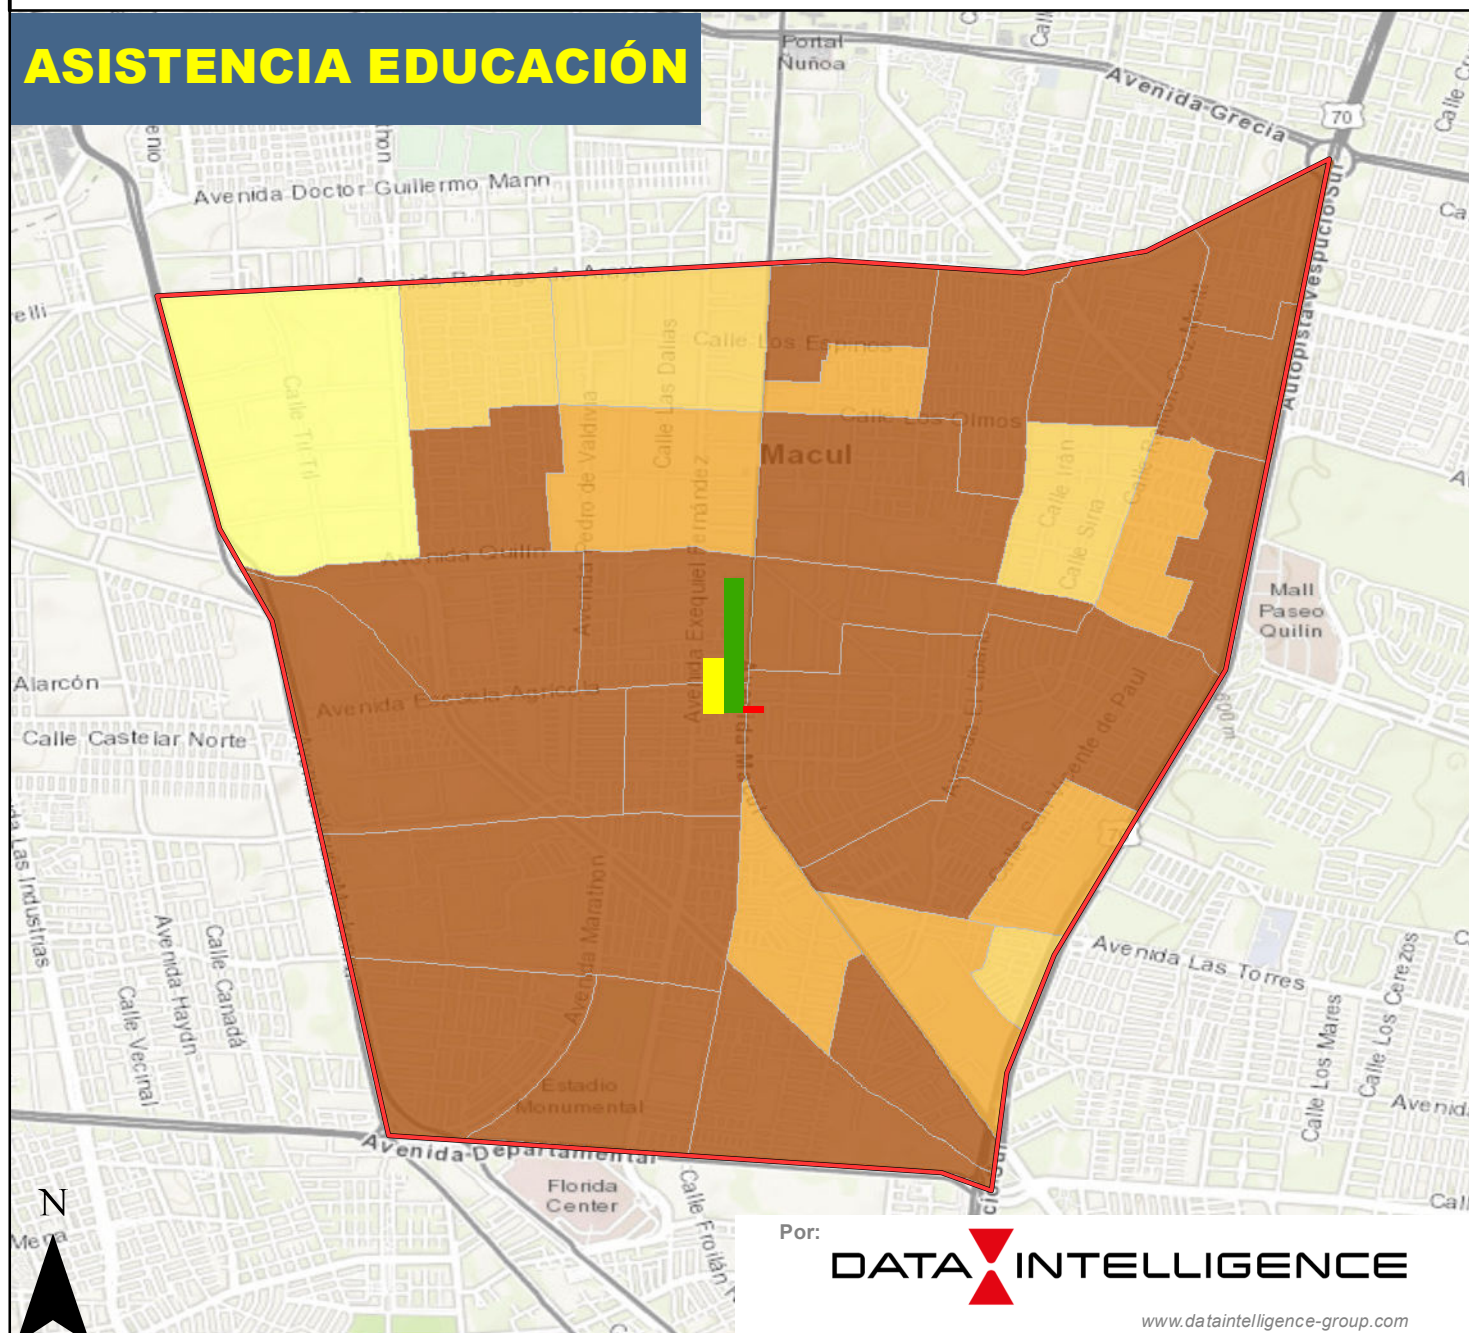 ASISTENCIA EDUCACIÓN
Portal
Ñuñoa
Avenida Grecia
70
Avenida Doctor Guillermo Mann
Autopista Vespucio Sur
Calle Los Espinos
Calle Las Dalias
Calle Til Til
Calle Los Olmos
Macul
Calle Irán
Calle Siria
Avenida Pedro de Valdivia
Avenida Exequiel Fernández
Avenida Quilín
Mall
Paseo
Quilín
Alarcón
Avenida Escuela Agrícola
Calle Castelar Norte
Avenida Marathon
Avenida Haydn
Calle Canadá
Calle Vecinal
Avenida Las Torres
Calle Los Cerezos
Calle Los Mares
Estadio
Monumental
Avenida Departamental
Florida
Center
N
Mena
Por:
DATA INTELLIGENCE
www.dataintelligence-group.com